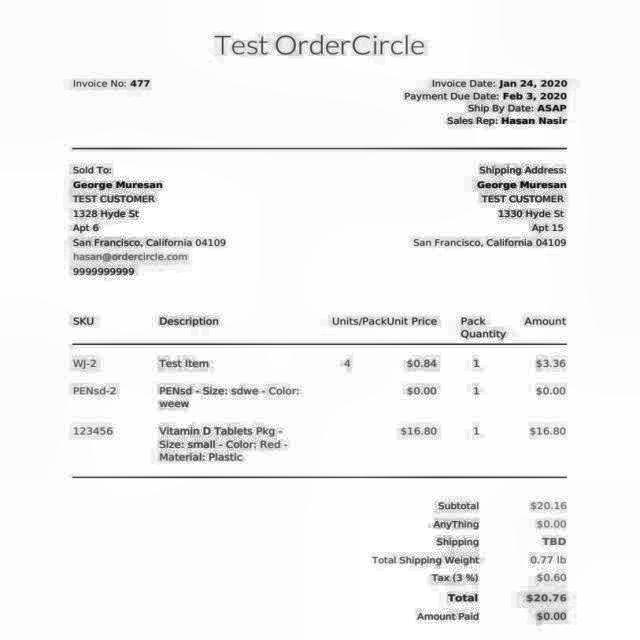 Test OrderCircle
Invoice No: 477
Invoice Date: Jan 24, 2020
Payment Due Date: Feb 3, 2020
Ship By Date: ASAP
Sales Rep: Hasan Nasir
Sold To:
George Muresan
TEST CUSTOMER
1328 Hyde St
Apt 6
San Francisco, California 04109
hasan@ordercircle.com
9999999999
Shipping Address:
George Muresan
TEST CUSTOMER
1330 Hyde St
Apt 15
San Francisco, California 04109
SKU Description Units/Pack Unit Price Pack Quantity Amount
WJ-2 Test Item 4 $0.84 1 $3.36
PENsd-2 PENsd - Size: sdwe - Color: $0.00 1 $0.00
weew
123456 Vitamin D Tablets Pkg - $16.80 1 $16.80
Size: small - Color: Red -
Material: Plastic
Subtotal $20.16
AnyThing $0.00
Shipping TBD
Total Shipping Weight 0.77 lb
Tax (3 %) $0.60
Total $20.76
Amount Paid $0.00